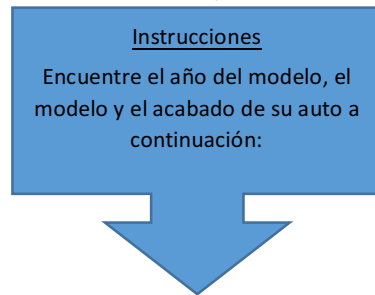 Instrucciones
Encuentre el año del modelo, el
modelo y el acabado de su auto a
continuación: